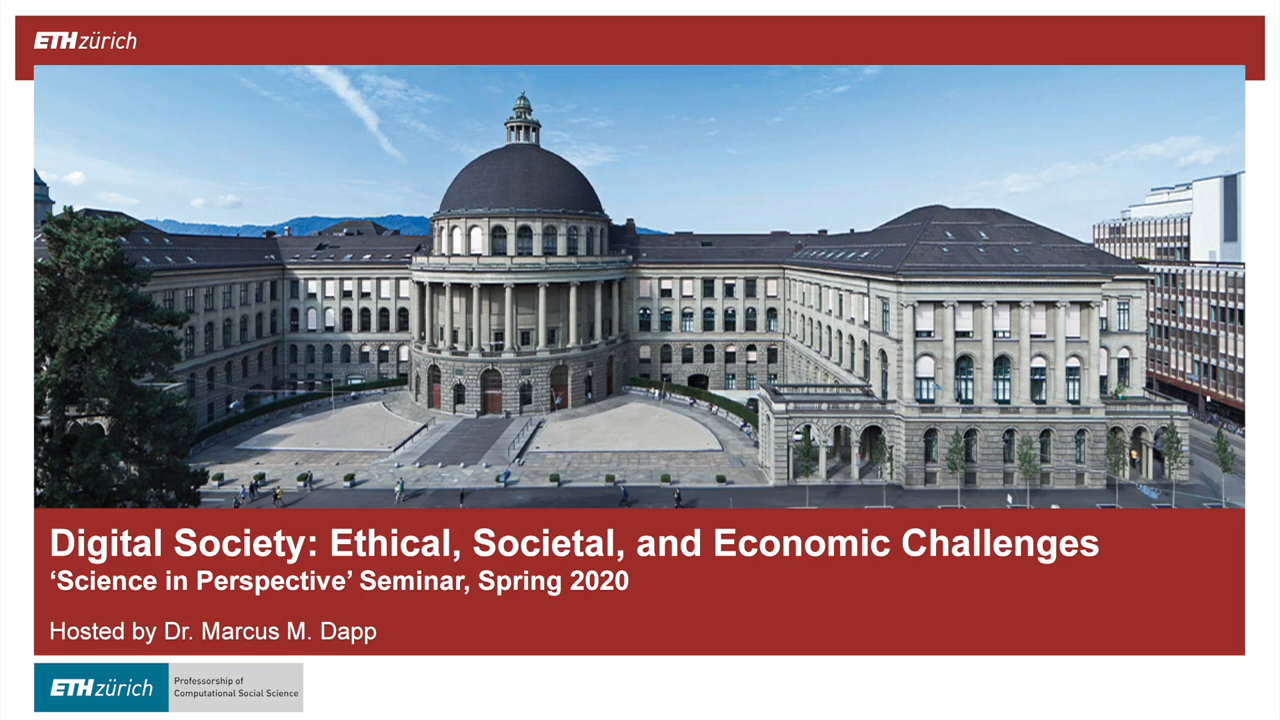 ETH zürich
Digital Society: Ethical, Societal, and Economic Challenges
‘Science in Perspective’ Seminar, Spring 2020
Hosted by Dr. Marcus M. Dapp
ETH zürich
Professorship of
Computational Social Science